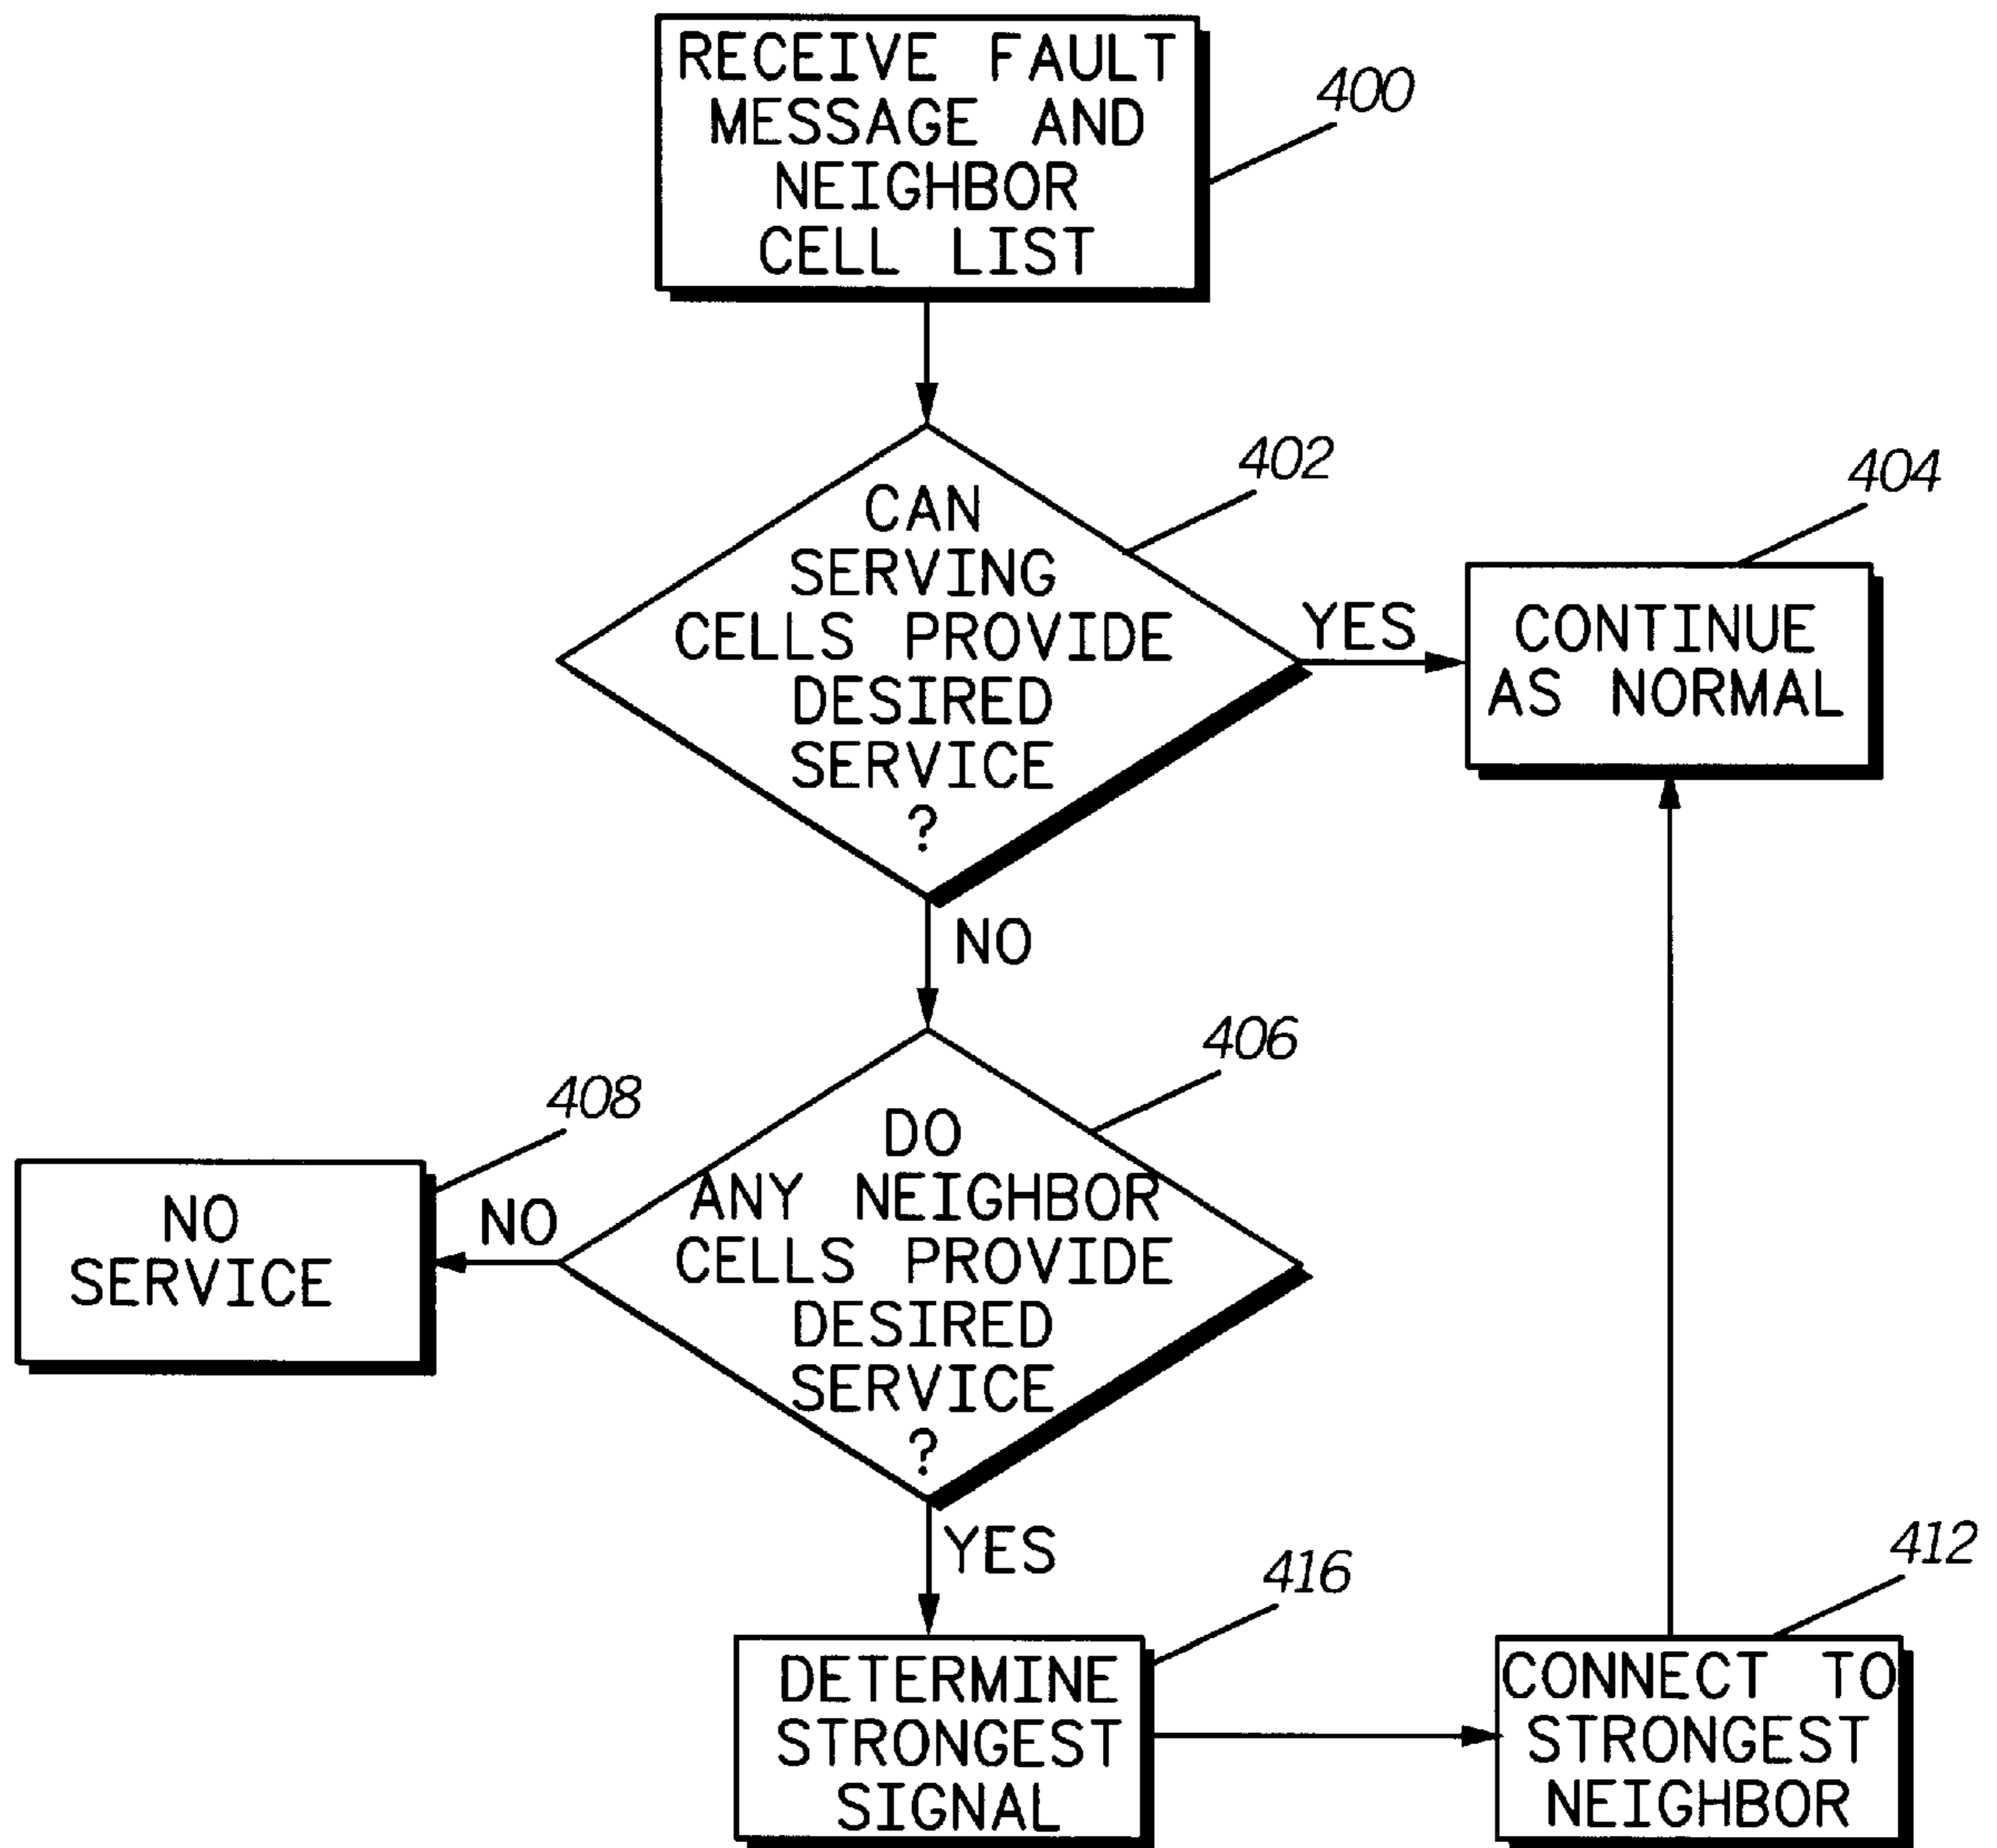 RECEIVE FAULT
MESSAGE AND
NEIGHBOR
CELL LIST
400
CAN
SERVING
CELLS PROVIDE
DESIRED
SERVICE
?
402
YES
404
CONTINUE
AS NORMAL
NO
406
DO
ANY NEIGHBOR
CELLS PROVIDE
DESIRED
SERVICE
?
408
NO
NO
SERVICE
YES
416
DETERMINE
STRONGEST
SIGNAL
412
CONNECT TO
STRONGEST
NEIGHBOR